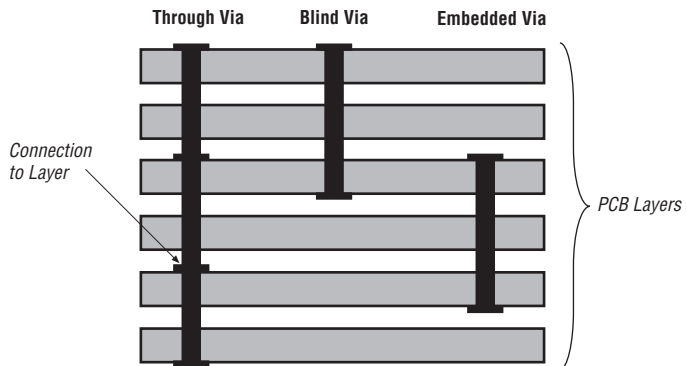 Through Via
Blind Via
Embedded Via
Connection
to Layer
PCB Layers